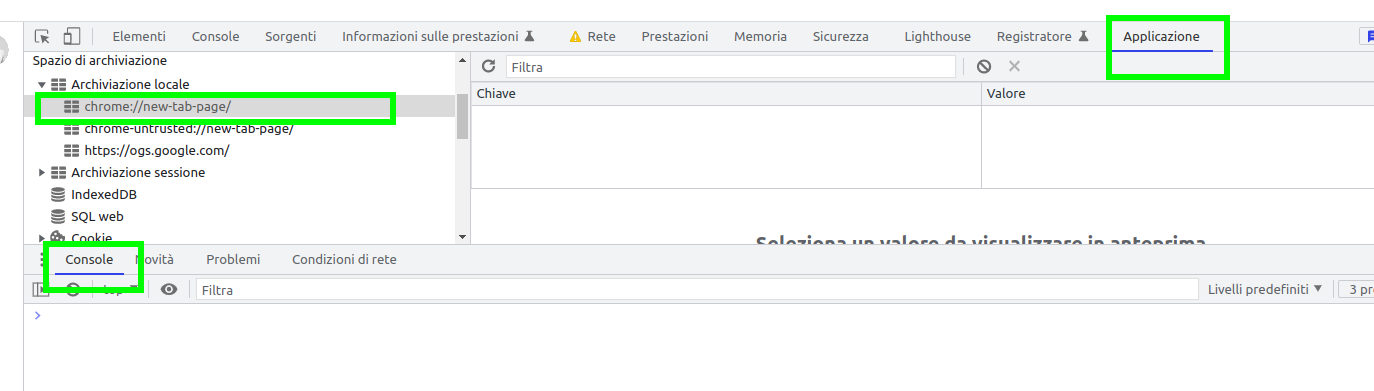 Elementi Console Sorgenti Informazioni sulle prestazioni Rete Prestazioni Memoria Sicurezza Lighthouse Registratore Applicazione
Spazio di archiviazione
Archiviazione locale
chrome://new-tab-page/
chrome-untrusted://new-tab-page/
https://ogs.google.com/
Archiviazione sessione
IndexedDB
SQL web
Cookie
Filtra
Chiave Valore
Seleziona un valore da visualizzare in anteprima
Console Novità Problemi Condizioni di rete
top Filtra Livelli predefiniti 3